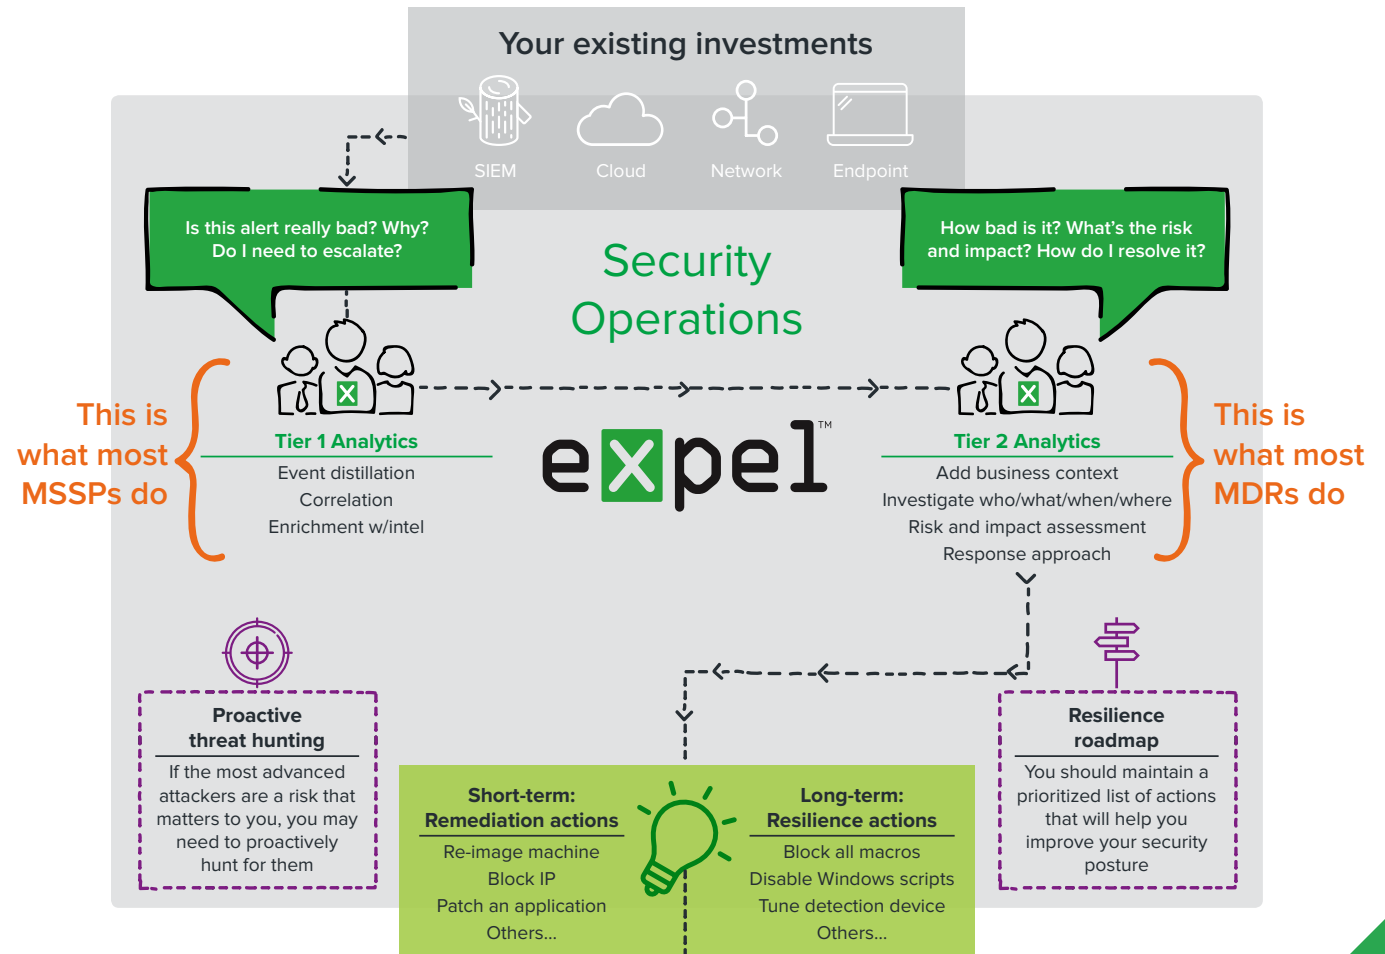 Your existing investments
SIEM
Cloud
Network
Endpoint
Is this alert really bad? Why?
Do I need to escalate?
How bad is it? What's the risk
and impact? How do I resolve it?
Security
Operations
This is
what most
MSSPs do
Tier 1 Analytics
Event distillation
Correlation
Enrichment w/intel
expel™
Tier 2 Analytics
Add business context
Investigate who/what/when/where
Risk and impact assessment
Response approach
This is
what most
MDRs do
Proactive
threat hunting
If the most advanced
attackers are a risk that
matters to you, you may
need to proactively
hunt for them
Short-term:
Remediation actions
Re-image machine
Block IP
Patch an application
Others...
Long-term:
Resilience actions
Block all macros
Disable Windows scripts
Tune detection device
Others...
Resilience
roadmap
You should maintain a
prioritized list of actions
that will help you
improve your security
posture